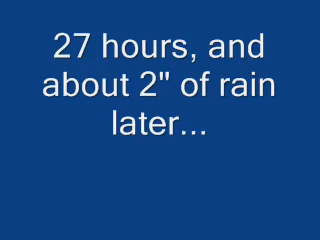 27 hours, and
about 2" of rain
later...